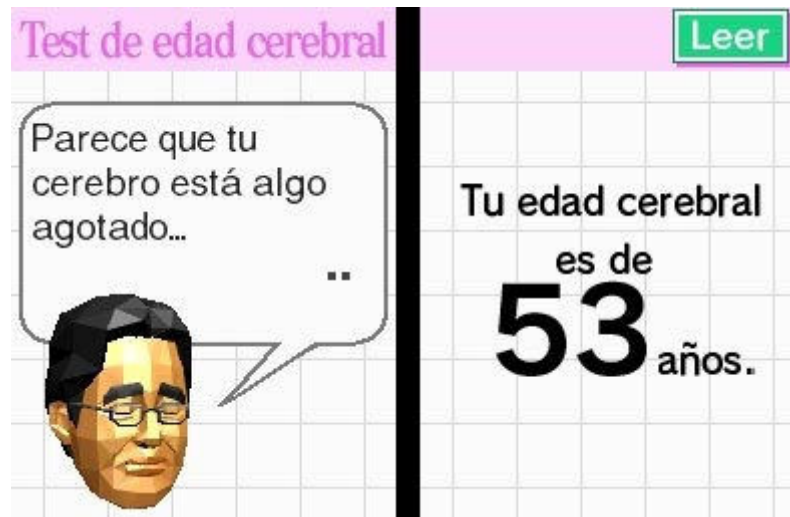 Test de edad cerebral
Parece que tu
cerebro está algo
agotado...
Leer
Tu edad cerebral
es de
53 años.